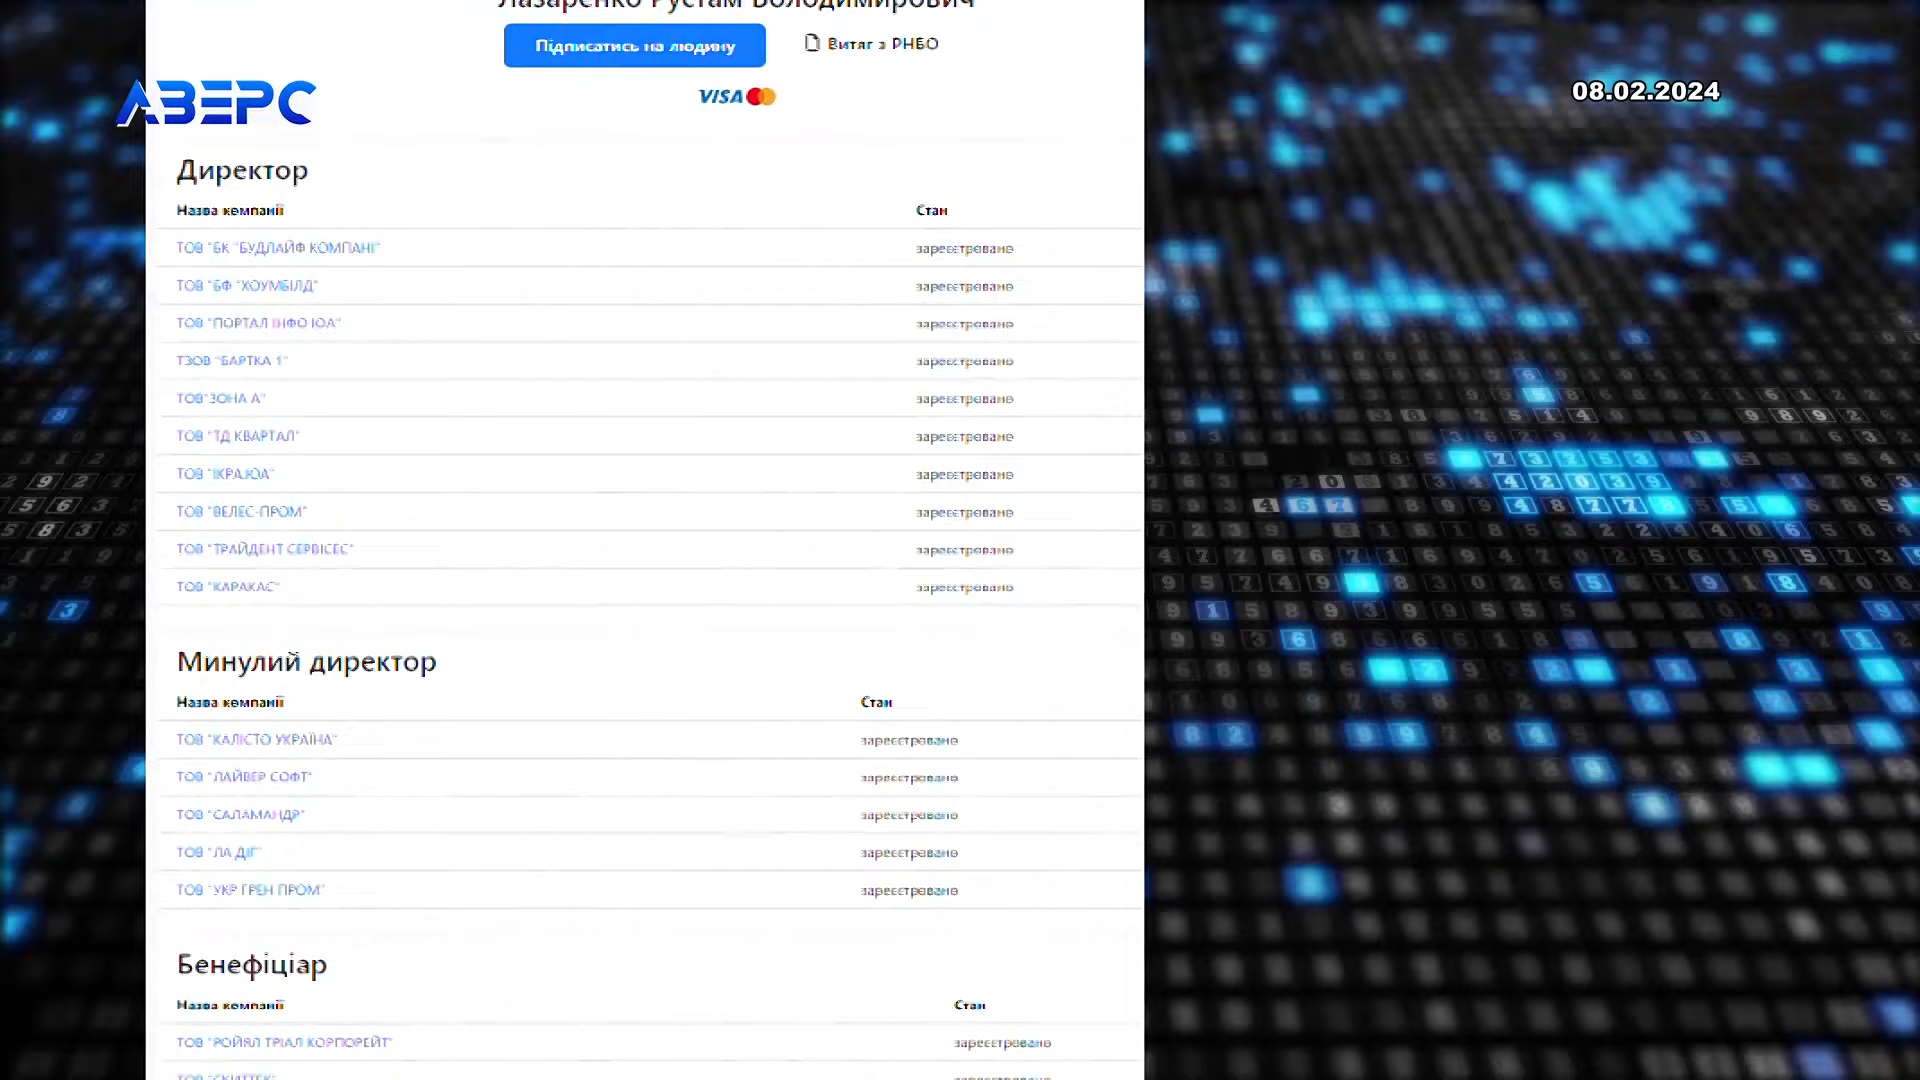 Лазаренко Рустам Володимирович
Підписатись на людину
Витяг з РНБО
АВЕРС
VISA
08.02.2024
Директор
Назва компанії Стан
ТОВ "БК "БУДЛАЙФ КОМПАНІ" зареєстровано
ТОВ "БФ "ХОУМБІЛД" зареєстровано
ТОВ "ПОРТАЛ ІНФО ЮА" зареєстровано
ТЗОВ "БАРТКА 1" зареєстровано
ТОВ"ЗОНА А" зареєстровано
ТОВ "ТД КВАРТАЛ" зареєстровано
ТОВ "ІКРА.ЮА" зареєстровано
ТОВ "ВЕЛЕС-ПРОМ" зареєстровано
ТОВ "ТРАЙДЕНТ СЕРВІСЕС" зареєстровано
ТОВ "КАРАКАС" зареєстровано
Минулий директор
Назва компанії Стан
ТОВ "КАЛІСТО УКРАЇНА" зареєстровано
ТОВ "ЛАЙВЕР СОФТ" зареєстровано
ТОВ "САЛАМАНДР" зареєстровано
ТОВ "ЛА ДІГ" зареєстровано
ТОВ "УКР ГРЕН ПРОМ" зареєстровано
Бенефіціар
Назва компанії Стан
ТОВ "РОЙЯЛ ТРІАЛ КОРПОРЕЙТ" зареєстровано